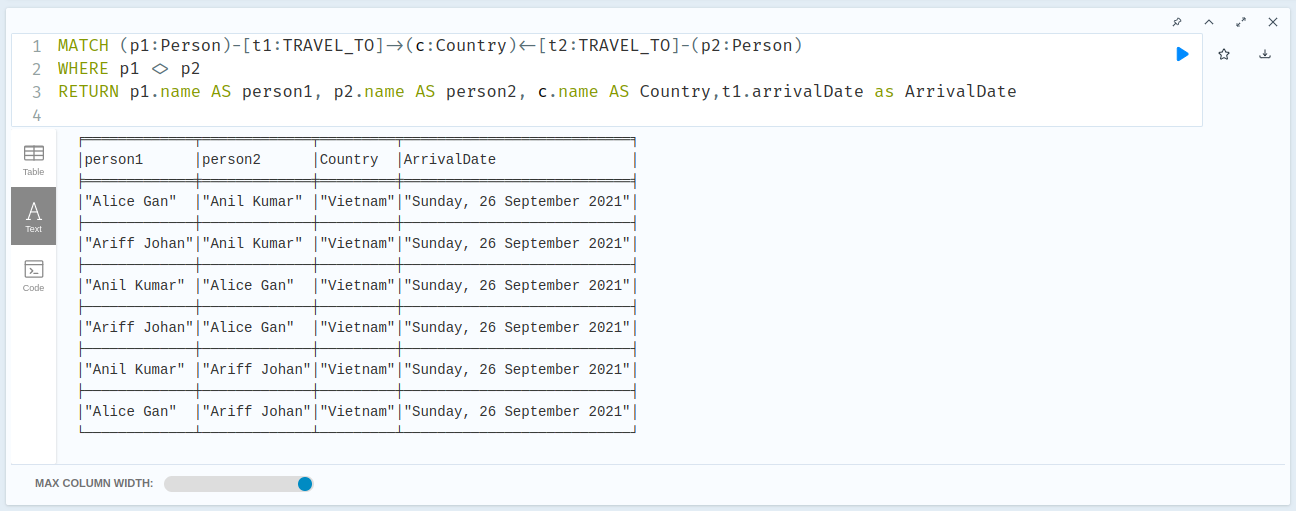 1 MATCH (p1:Person)-[t1:TRAVEL_TO]->(c:Country)<-[t2:TRAVEL_TO]-(p2:Person)
2 WHERE p1 <> p2
3 RETURN p1.name AS person1, p2.name AS person2, c.name AS Country,t1.arrivalDate as ArrivalDate
4
Table
Text
Code
person1 person2 Country ArrivalDate
"Alice Gan" "Anil Kumar" "Vietnam" "Sunday, 26 September 2021"
"Ariff Johan" "Anil Kumar" "Vietnam" "Sunday, 26 September 2021"
"Anil Kumar" "Alice Gan" "Vietnam" "Sunday, 26 September 2021"
"Ariff Johan" "Alice Gan" "Vietnam" "Sunday, 26 September 2021"
"Anil Kumar" "Ariff Johan" "Vietnam" "Sunday, 26 September 2021"
"Alice Gan" "Ariff Johan" "Vietnam" "Sunday, 26 September 2021"
MAX COLUMN WIDTH: